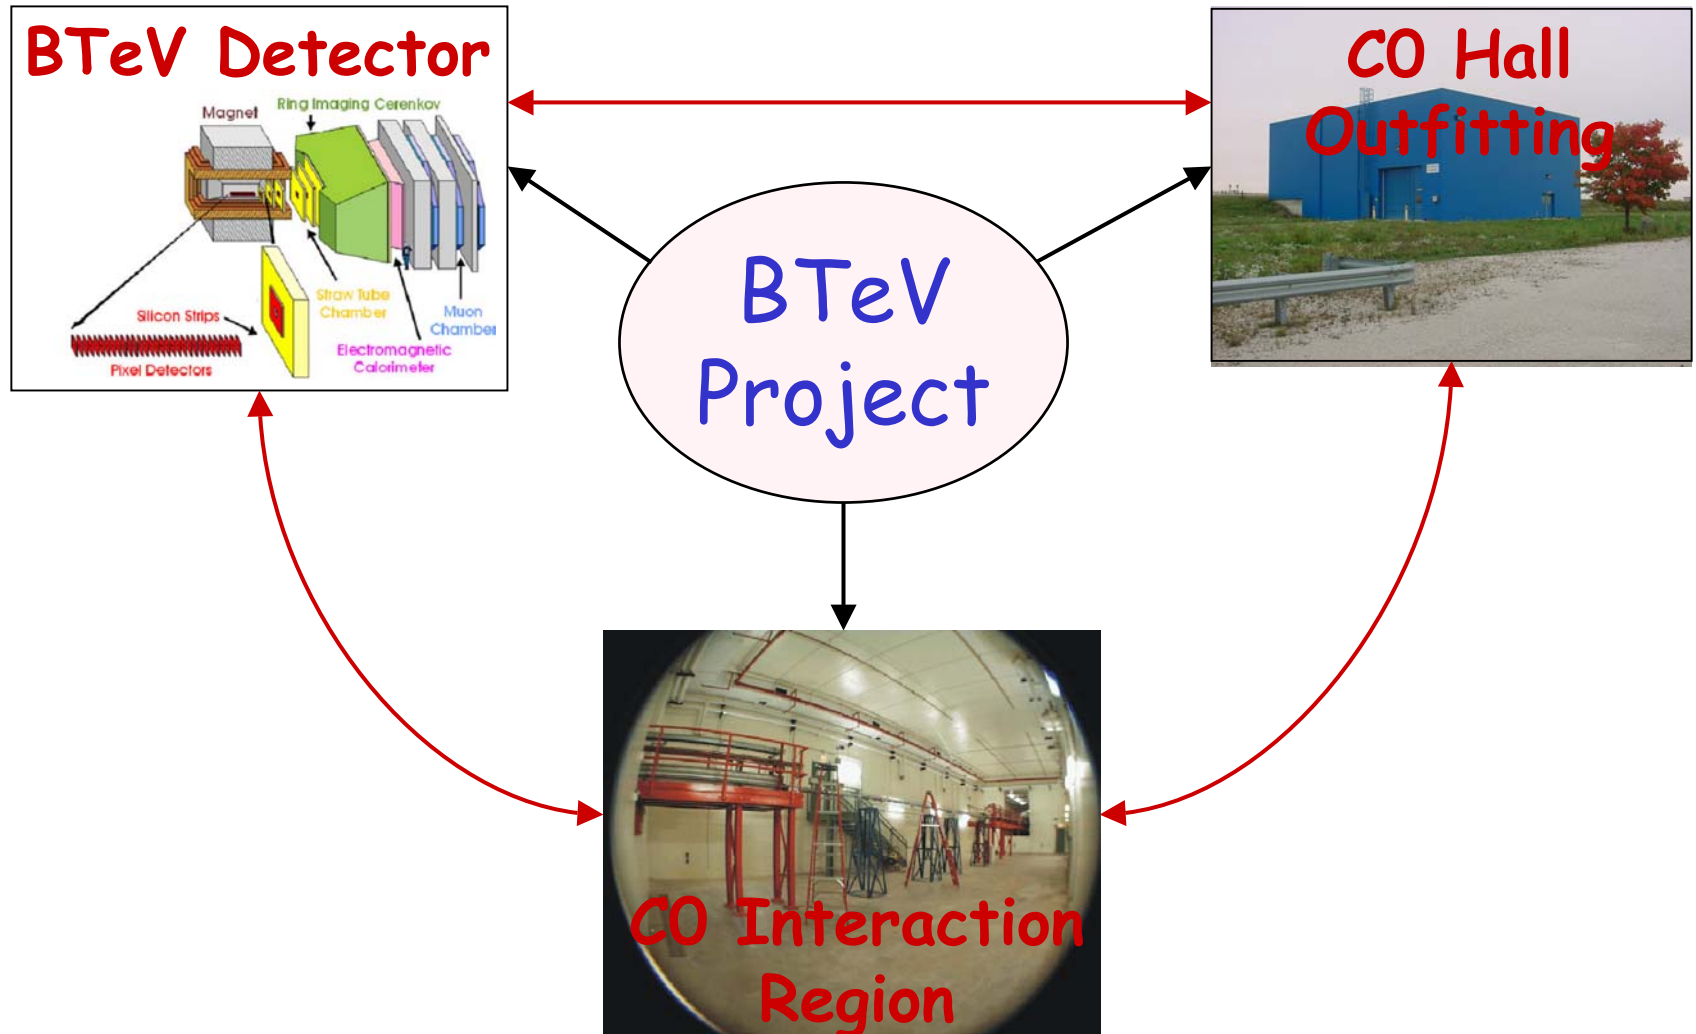 BTeV Detector
Magnet
Ring Imaging Cerenkov
Silicon Strips
Pixel Detectors
Straw Tube
Chamber
Electromagnetic
Calorimeter
Muon
Chamber
C0 Hall
Outfitting
BTeV
Project
C0 Interaction
Region